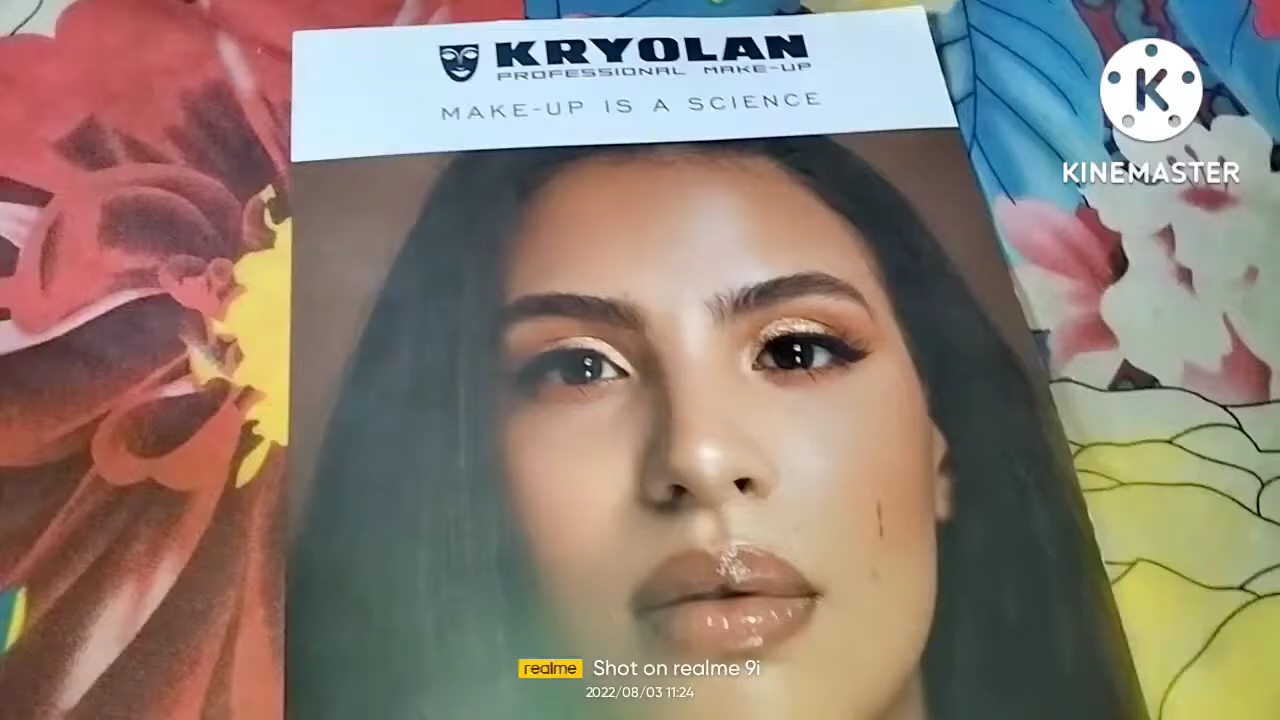 KRYOLAN
PROFESSIONAL MAKE-UP
MAKE-UP IS A SCIENCE
K
KINEMASTER
realme Shot on realme 9i
2022/08/03 11:24